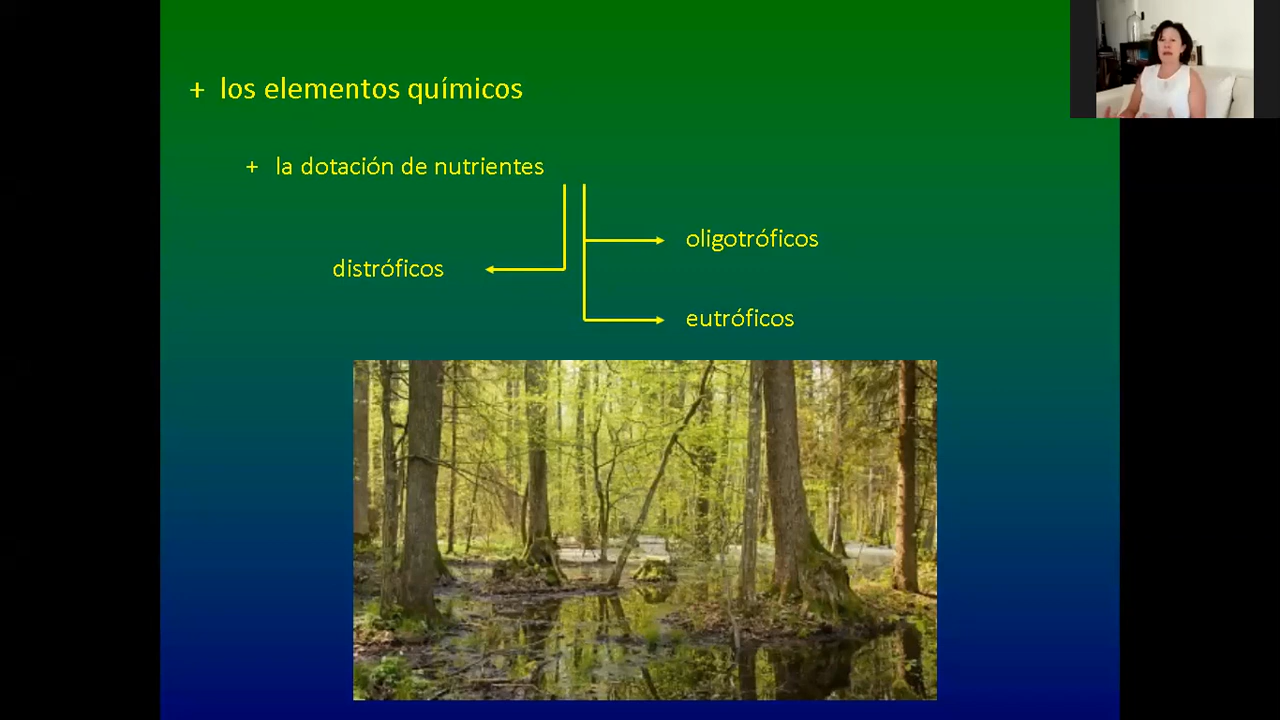 + los elementos químicos
+ la dotación de nutrientes
oligotróficos
distróficos
eutróficos